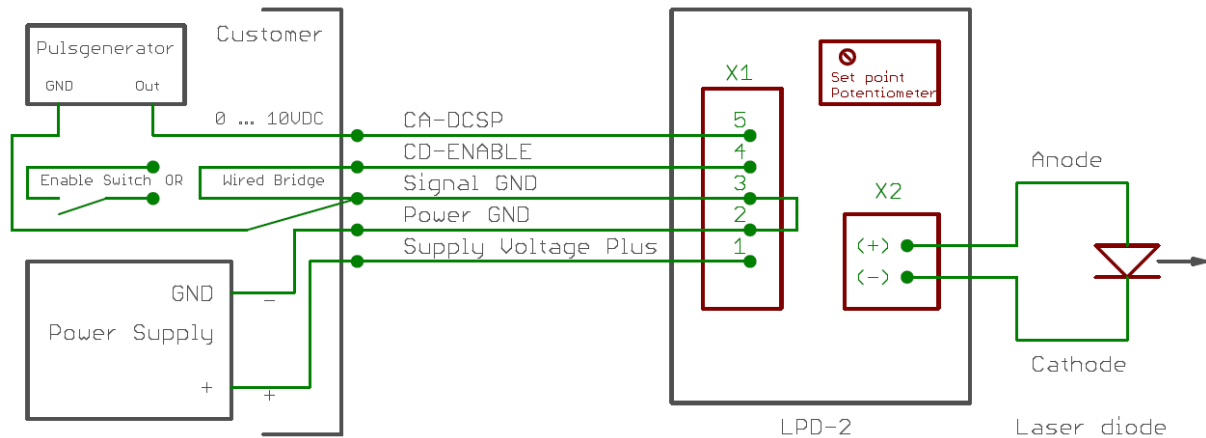 Customer
Pulsgenerator
GND Out
0 ... 10VDC
Enable Switch OR Wired Bridge
GND -
Power Supply
+ +
CA-DCSP
CD-ENABLE
Signal GND
Power GND
Supply Voltage Plus
X1
5
4
3
2
1
Set point
Potentiometer
X2
(+)
(-)
LPD-2
Anode
Cathode
Laser diode